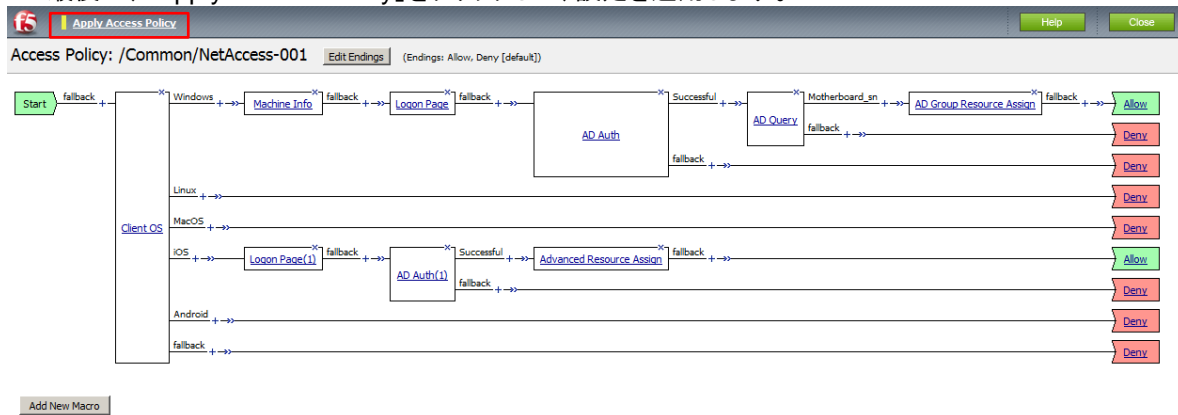 f5 Apply Access Policy Help Close
Access Policy: /Common/NetAccess-001 Edit Endings (Endings: Allow, Deny [default])
Start fallback + Windows + Machine Info fallback + Logon Page fallback + AD Auth Successful + AD Query Motherboard_sn + AD Group Resource Assign fallback + Allow
fallback + Deny
fallback + Deny
Client OS
Linux + Deny
MacOS + Deny
iOS + Logon Page(1) fallback + AD Auth(1) Successful + Advanced Resource Assign fallback + Allow
fallback + Deny
Android + Deny
fallback + Deny
Add New Macro